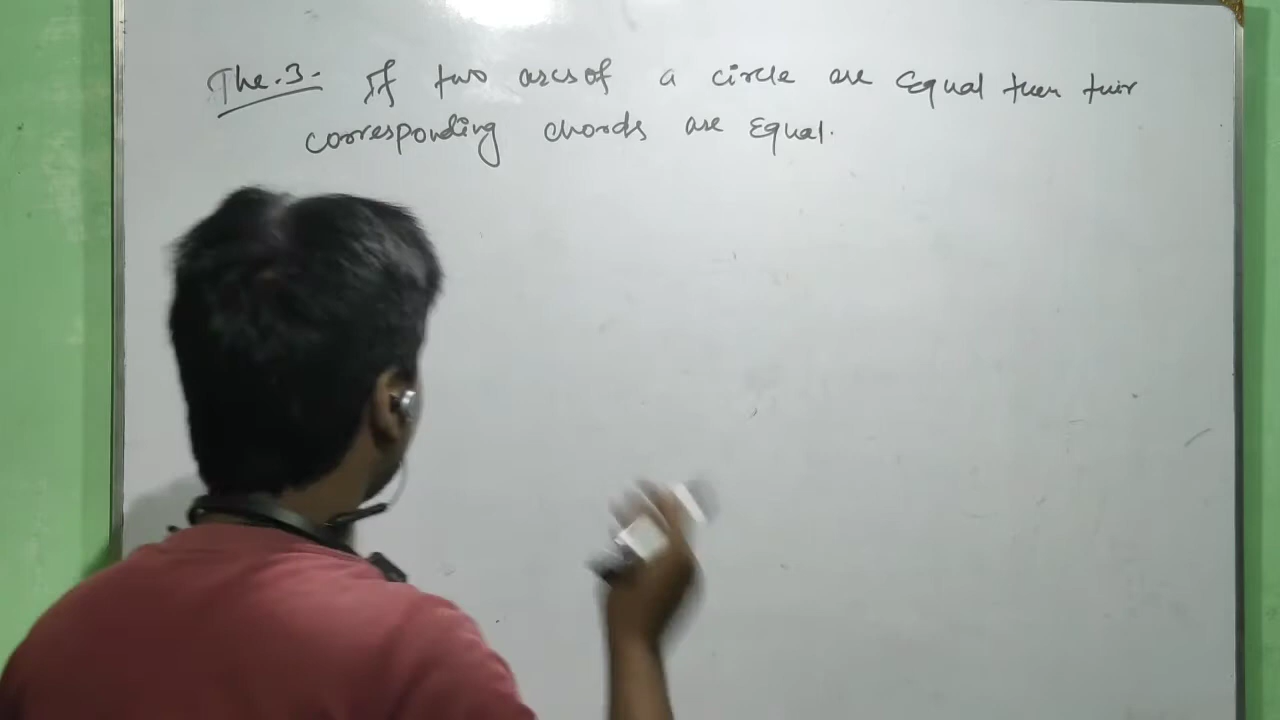 The.3. If two arcs of a circle are Equal then their
corresponding chords are Equal.